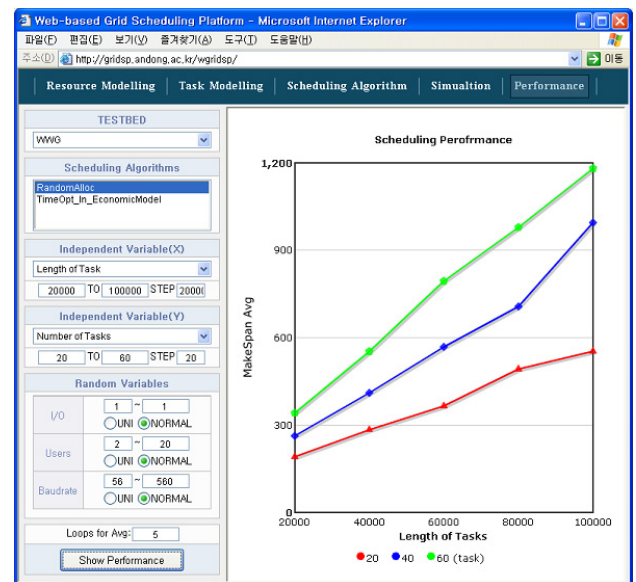 Web-based Grid Scheduling Platform - Microsoft Internet Explorer
파일(F) 편집(E) 보기(V) 즐겨찾기(A) 도구(T) 도움말(H)
주소(D) http://gridsp.andong.ac.kr/wgridsp/ 이동
Resource Modelling Task Modelling Scheduling Algorithm Simualtion Performance
TESTBED
WWG
Scheduling Algorithms
RandomAlloc
TimeOpt_In_EconomicModel
Independent Variable(X)
Length of Task
20000 TO 100000 STEP 2000
Independent Variable(Y)
Number of Tasks
20 TO 60 STEP 20
Random Variables
I/O 1 ~ 1
UNI NORMAL
Users 2 ~ 20
UNI NORMAL
Baudrate 56 ~ 560
UNI NORMAL
Loops for Avg: 5
Show Performance
Scheduling Perofrmance
1,200
900
600
300
0
MakeSpan Avg
20000 40000 60000 80000 100000
Length of Tasks
20 40 60 (task)